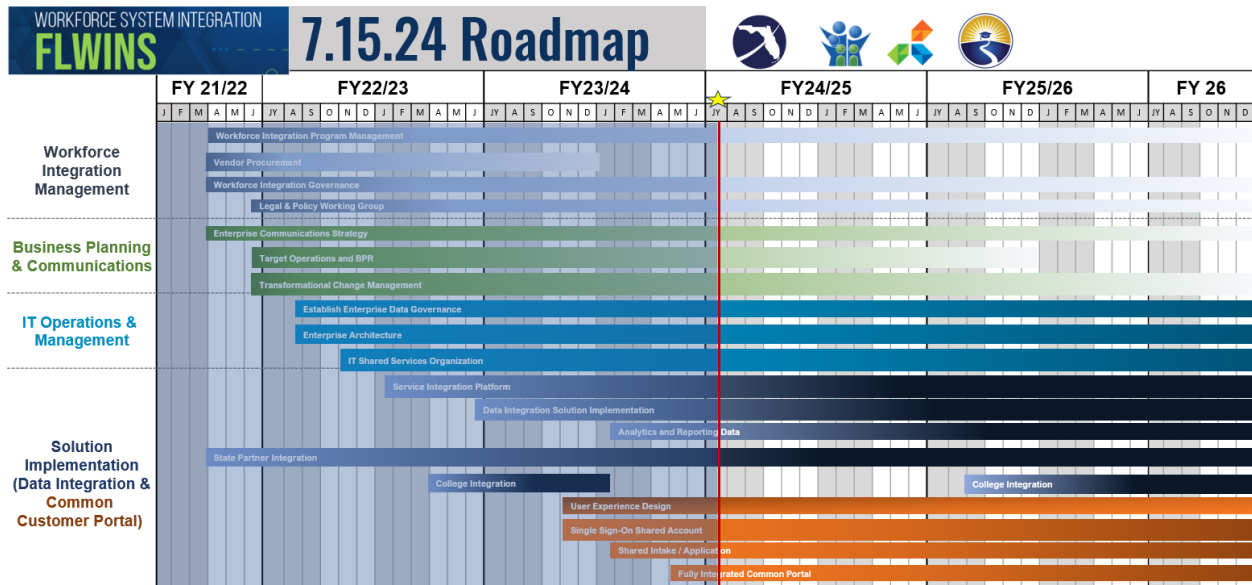 WORKFORCE SYSTEM INTEGRATION
FLWINS
7.15.24 Roadmap
FY 21/22 FY22/23 FY23/24 FY24/25 FY25/26 FY 26
J F M A M J JY A S O N D J F M A M J JY A S O N D J F M A M J JY A S O N D J F M A M J JY A S O N D J F M A M J JY A S O N D
Workforce
Integration
Management
Workforce Integration Program Management
Vendor Procurement
Workforce Integration Governance
Legal & Policy Working Group
Business Planning
& Communications
Enterprise Communications Strategy
Target Operations and BPR
Transformational Change Management
IT Operations &
Management
Establish Enterprise Data Governance
Enterprise Architecture
IT Shared Services Organization
Solution
Implementation
(Data Integration &
Common
Customer Portal)
Service Integration Platform
Data Integration Solution Implementation
Analytics and Reporting Data
State Partner Integration
College Integration College Integration
User Experience Design
Single Sign-On Shared Account
Shared Intake / Application
Fully Integrated Common Portal